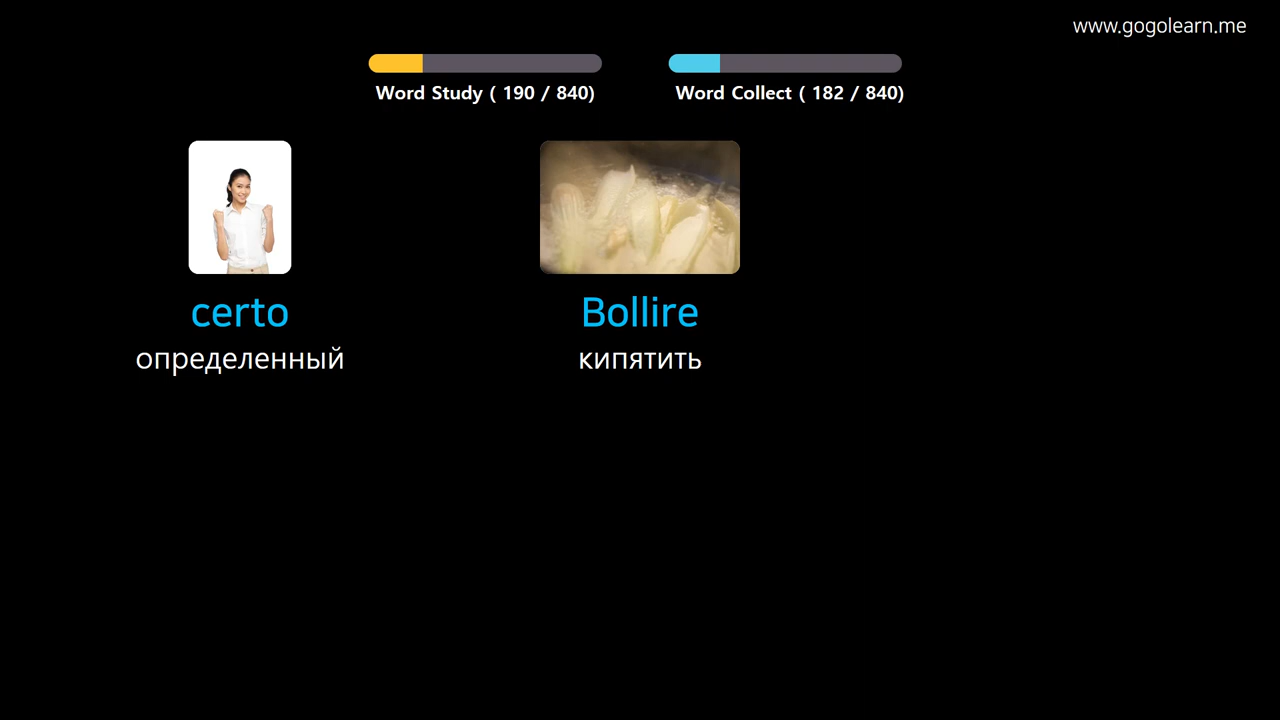 www.gogolearn.me
Word Study ( 190 / 840)
Word Collect ( 182 / 840)
certo
определенный
Bollire
кипятить